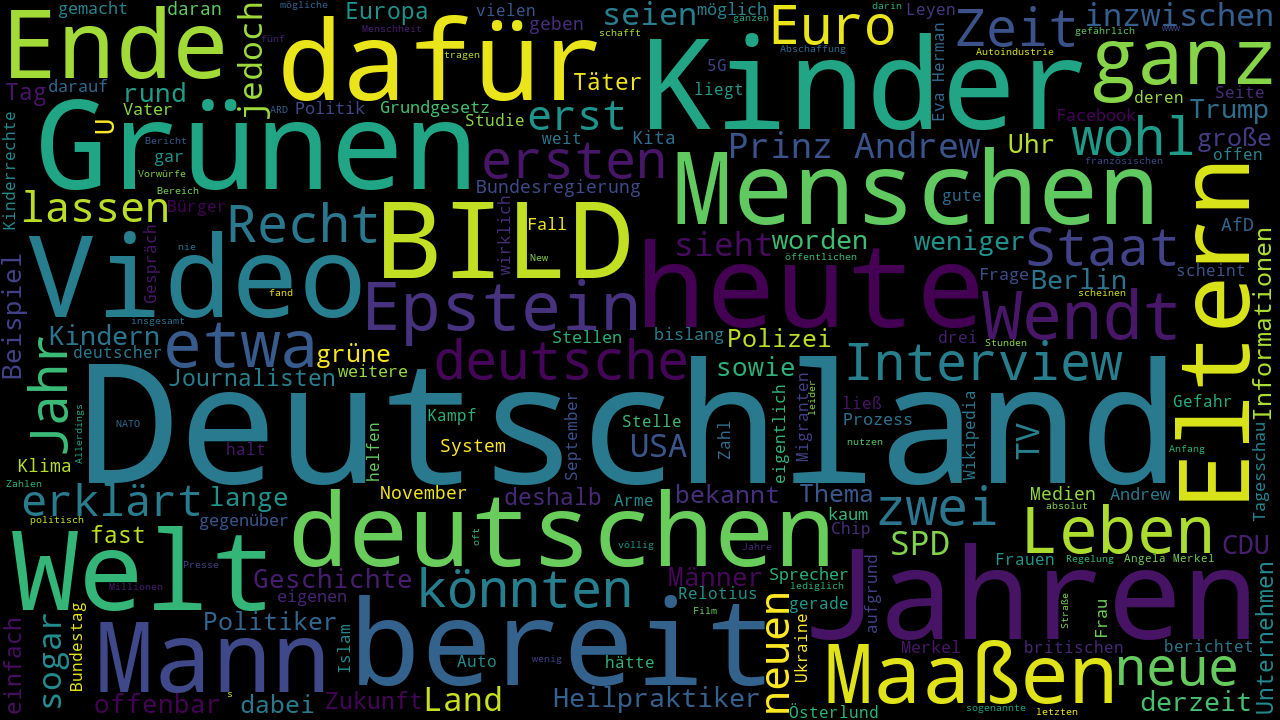 Ende
gemacht
daran
mögliche
Europa
vielen
geben
seien
möglich
ganzen
Euro
darin
Leyen
Zeit
inzwischen
www
gefährlich
dafür
fünf
Menschheit
tragen
schafft
Täter
Kinder
Abschaffung
Autoindustrie
ganz
Tag
darauf
rund
jedoch
5G
liegt
Eva Herman
deren
Seite
Vater
U
ARD
Politik
Grundgesetz
Studie
erst
Facebook
Trump
Kinderrechte
Grünen
Bericht
gar
Vorwürfe
Bereich
weit
Kita
Prinz Andrew
Uhr
wohl
große
offen
französischen
ersten
Menschen
Bundesregierung
gute
lassen
Bürger
Recht
BILD
wirklich
Fall
New
AfD
Eltern
Gespräch
nie
sieht
worden
öffentlichen
weniger
Staat
Informationen
Beispiel
Video
fand
insgesamt
Epstein
heute
Frage
Berlin
scheint
scheinen
Wendt
Kindern
deutscher
etwa
grüne
weitere
Stellen
bislang
Polizei
drei
Stunden
Jahr
Journalisten
deutsche
sowie
Interview
Deutschland
Allerdings
NATO
Kampf
halt
helfen
System
September
Stelle
USA
Zahl
eigentlich
Migranten
leider
ließ
Prozess
nutzen
Wikipedia
TV
Gefahr
Anfang
Tagesschau
Klima
Zahlen
erklärt
lange
November
deshalb
Arme
bekannt
Thema
zwei
Medien
Andrew
absolut
politisch
fast
gegenüber
deutschen
oft
völlig
Jahre
kaum
Chip
SPD
Leben
CDU
Welt
Presse
Millionen
Geschichte
eigenen
könnten
Männer
Relotius
Film
Sprecher
lediglich
gerade
aufgrund
Frauen
Regelung
Angela Merkel
Jahren
Straße
Frau
Unternehmen
einfach
sogar
Bundestag
Mann
Politiker
Islam
bereit
Auto
wenig
hätte
neuen
Ukraine
Merkel
britischen
berichtet
offenbar
s
dabei
Zukunft
Land
Heilpraktiker
Österlund
Maaßen
sogenannte
letzten
neue
derzeit